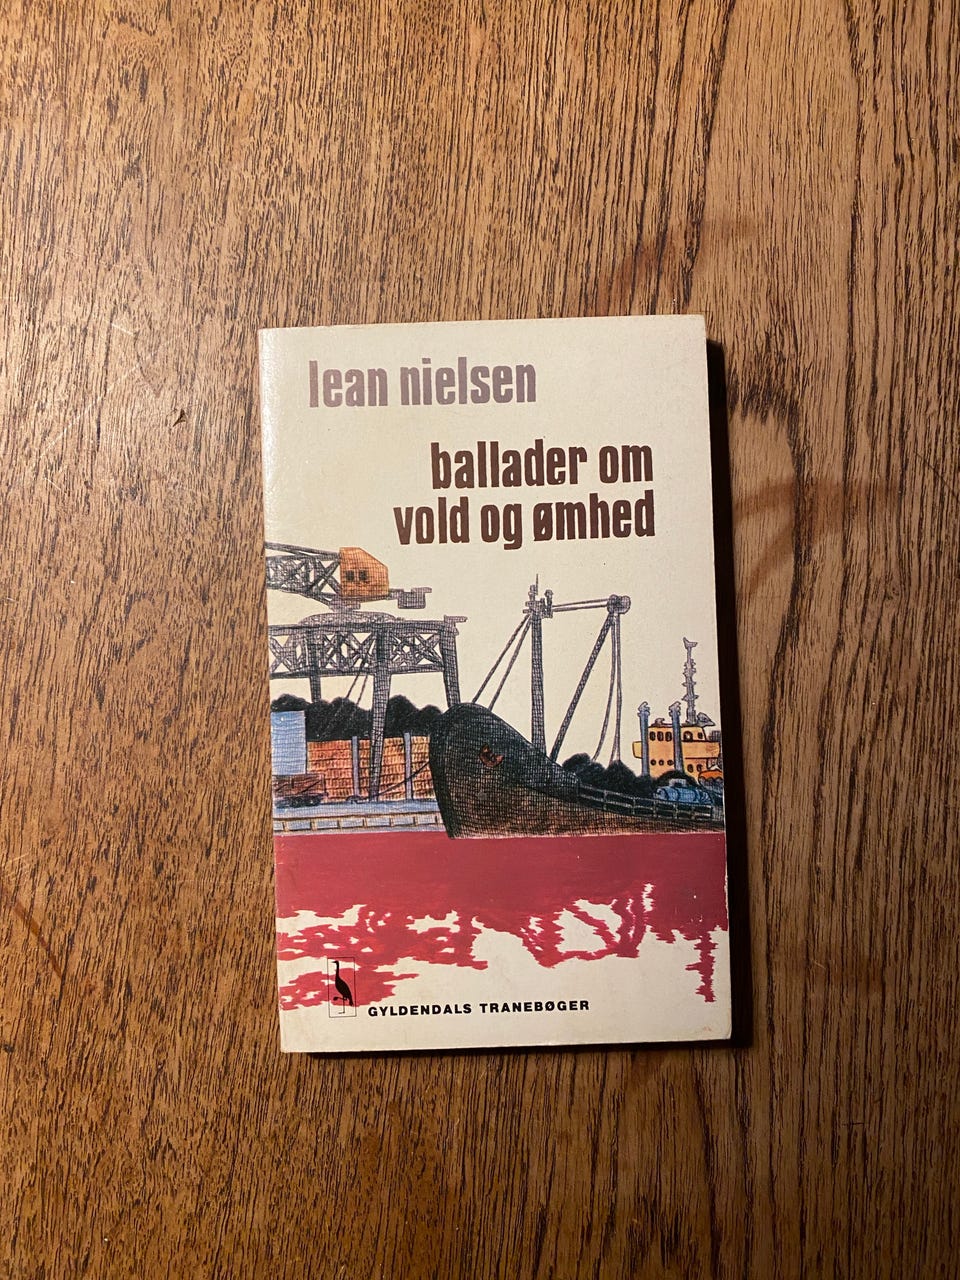 lean nielsen
ballader om
vold og ømhed
GYLDENDALS TRANEBØGER